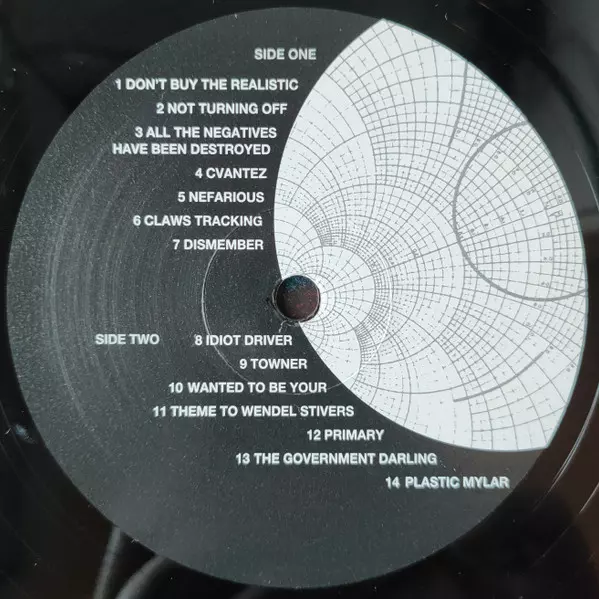 SIDE ONE
1 DON'T BUY THE REALISTIC
2 NOT TURNING OFF
3 ALL THE NEGATIVES
HAVE BEEN DESTROYED
4 CVANTEZ
5 NEFARIOUS
6 CLAWS TRACKING
7 DISMEMBER
SIDE TWO 8 IDIOT DRIVER
9 TOWNER
10 WANTED TO BE YOUR
11 THEME TO WENDEL STIVERS
12 PRIMARY
13 THE GOVERNMENT DARLING
14 PLASTIC MYLAR